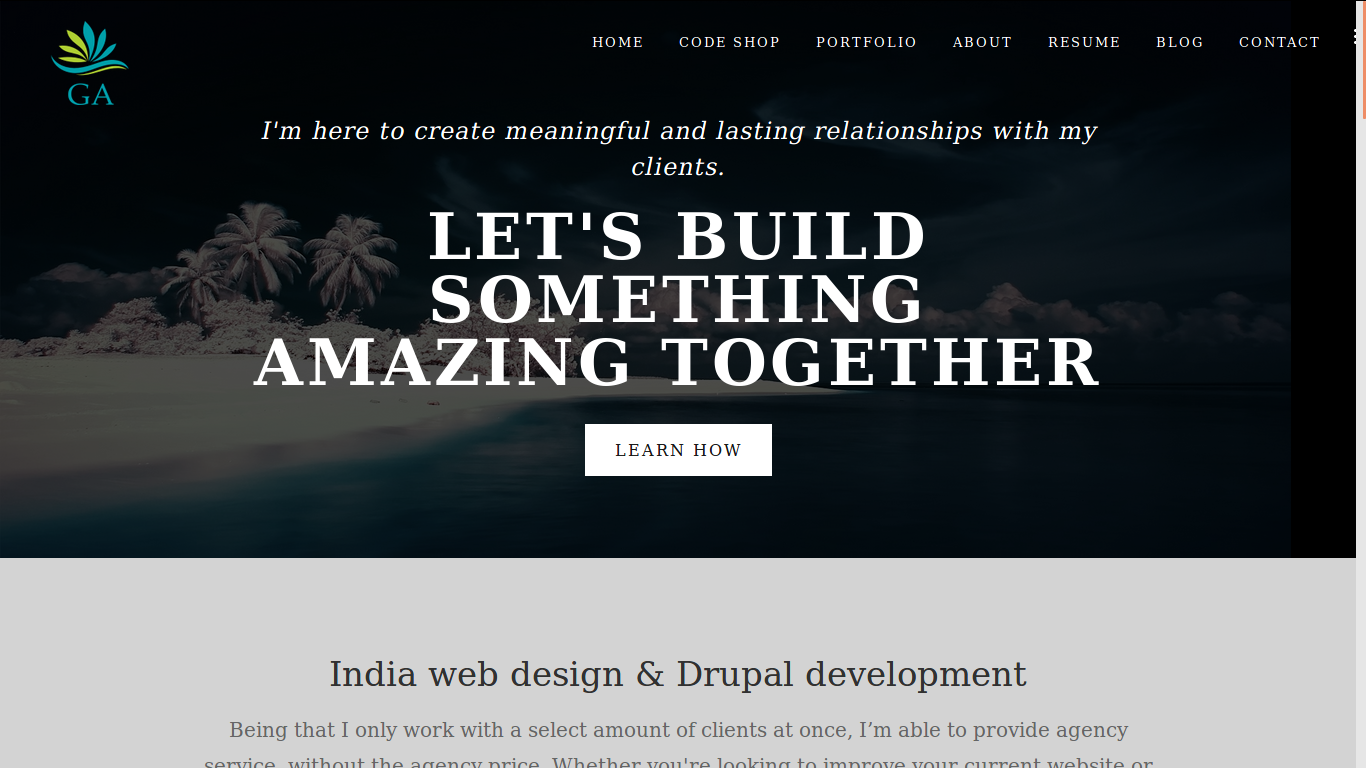 GA
HOME CODE SHOP PORTFOLIO ABOUT RESUME BLOG CONTACT
I'm here to create meaningful and lasting relationships with my
clients.
LET'S BUILD
SOMETHING
AMAZING TOGETHER
LEARN HOW
India web design & Drupal development
Being that I only work with a select amount of clients at once, I’m able to provide agency
service, without the agency price. Whether you're looking to improve your current website or